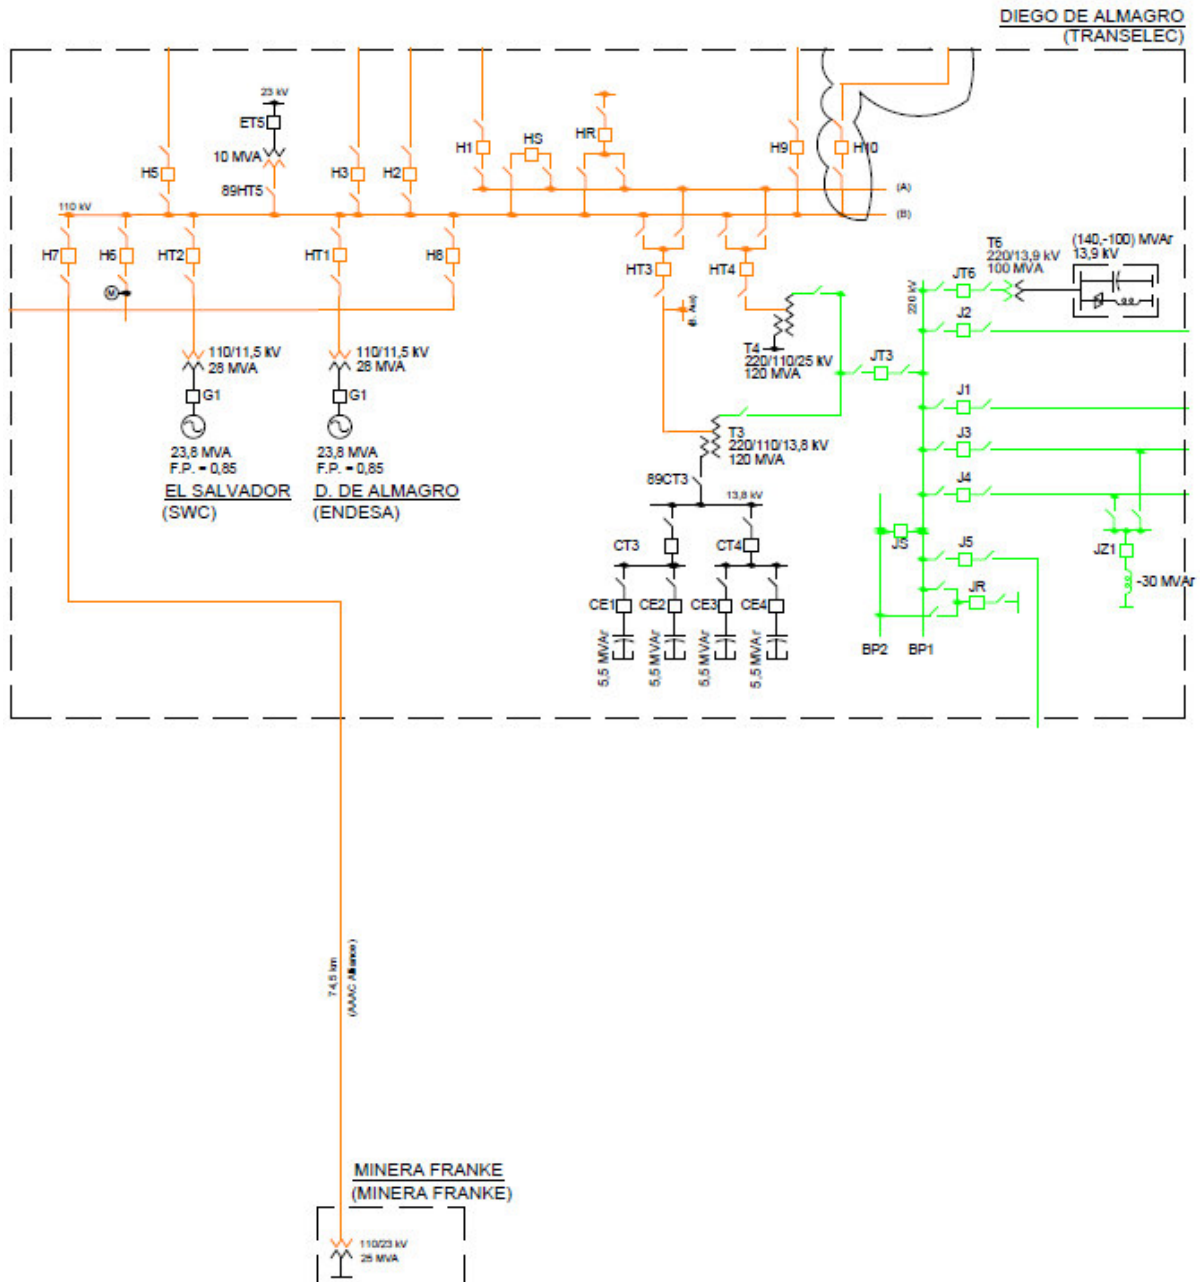 DIEGO DE ALMAGRO
(TRANSELEC)
23 kV
ET5
10 MVA
89HT5
H5
H3
H2
H1
HS
HR
H9
H10
(A)
(B)
110 kV
H7
H6
HT2
HT1
H8
HT3
HT4
M
(B. Aux)
T6
220/13,9 kV
100 MVA
(140,-100) MVAr
13,9 kV
JT6
220 kV
J2
110/11,5 kV
28 MVA
G1
23,8 MVA
F.P. = 0,85
EL SALVADOR
(SWC)
110/11,5 kV
28 MVA
G1
23,8 MVA
F.P. = 0,85
D. DE ALMAGRO
(ENDESA)
T4
220/110/25 kV
120 MVA
JT3
J1
T3
220/110/13,8 kV
120 MVA
J3
89CT3
13,8 kV
J4
CT3
CT4
JS
J5
JZ1
-30 MVAr
CE1
CE2
CE3
CE4
JR
5,5 MVAr
5,5 MVAr
5,5 MVAr
5,5 MVAr
BP2
BP1
74,5 km
(AAAC Alliance)
MINERA FRANKE
(MINERA FRANKE)
110/23 kV
25 MVA